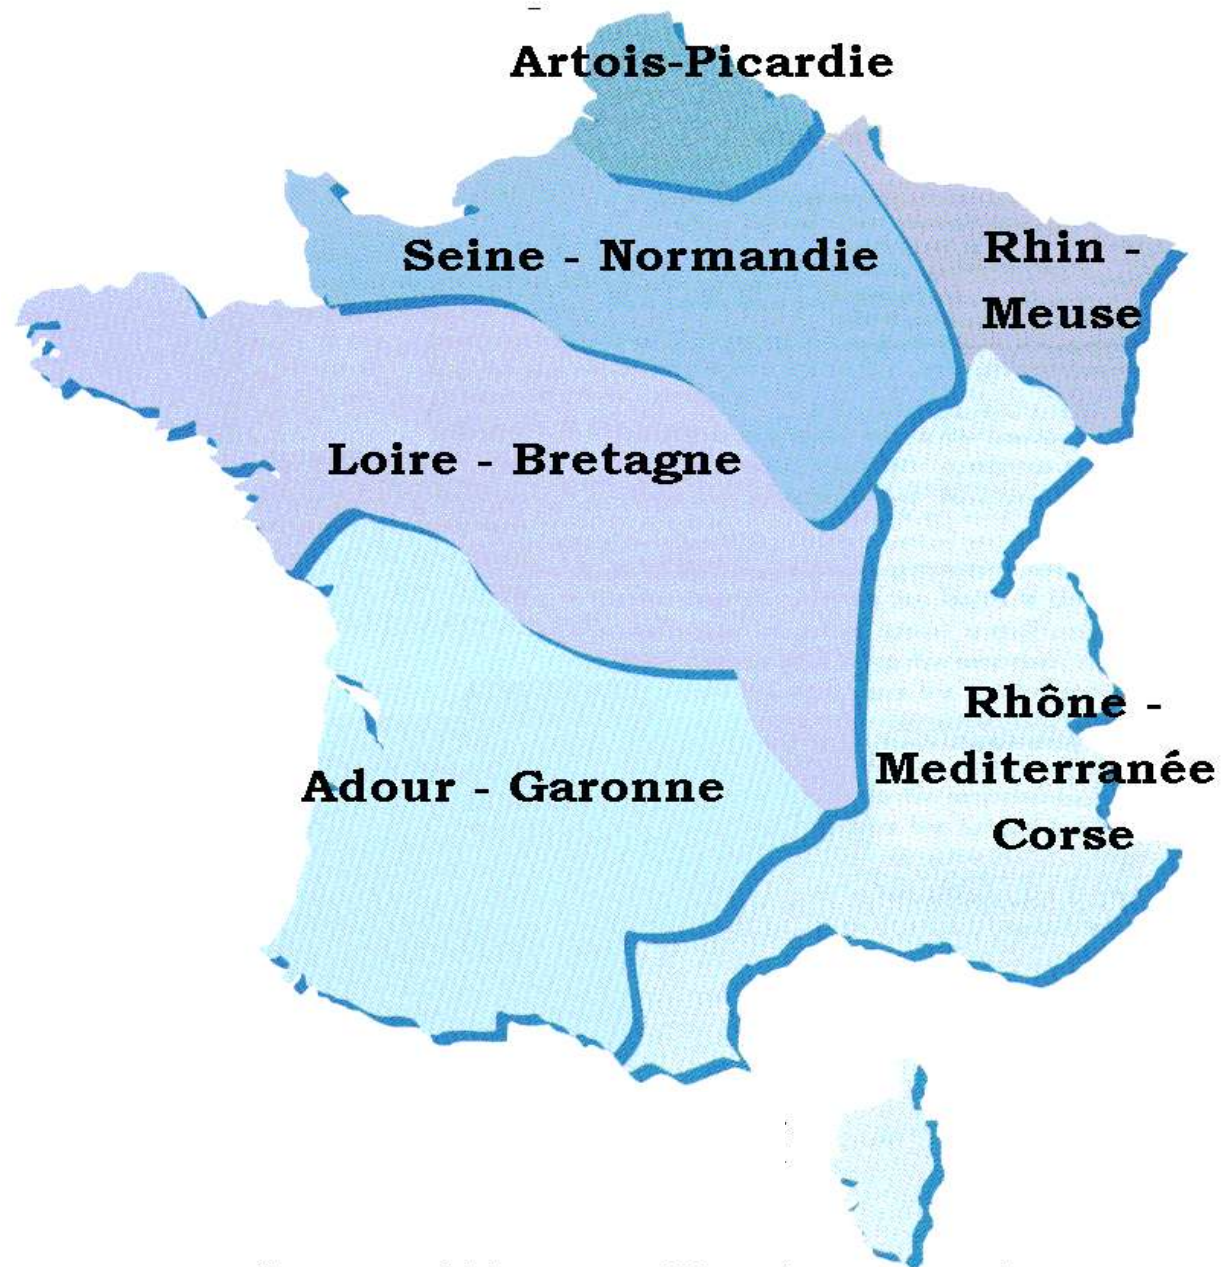 Artois-Picardie
Seine - Normandie
Rhin -
Meuse
Loire - Bretagne
Rhône -
Mediterranée
Corse
Adour - Garonne